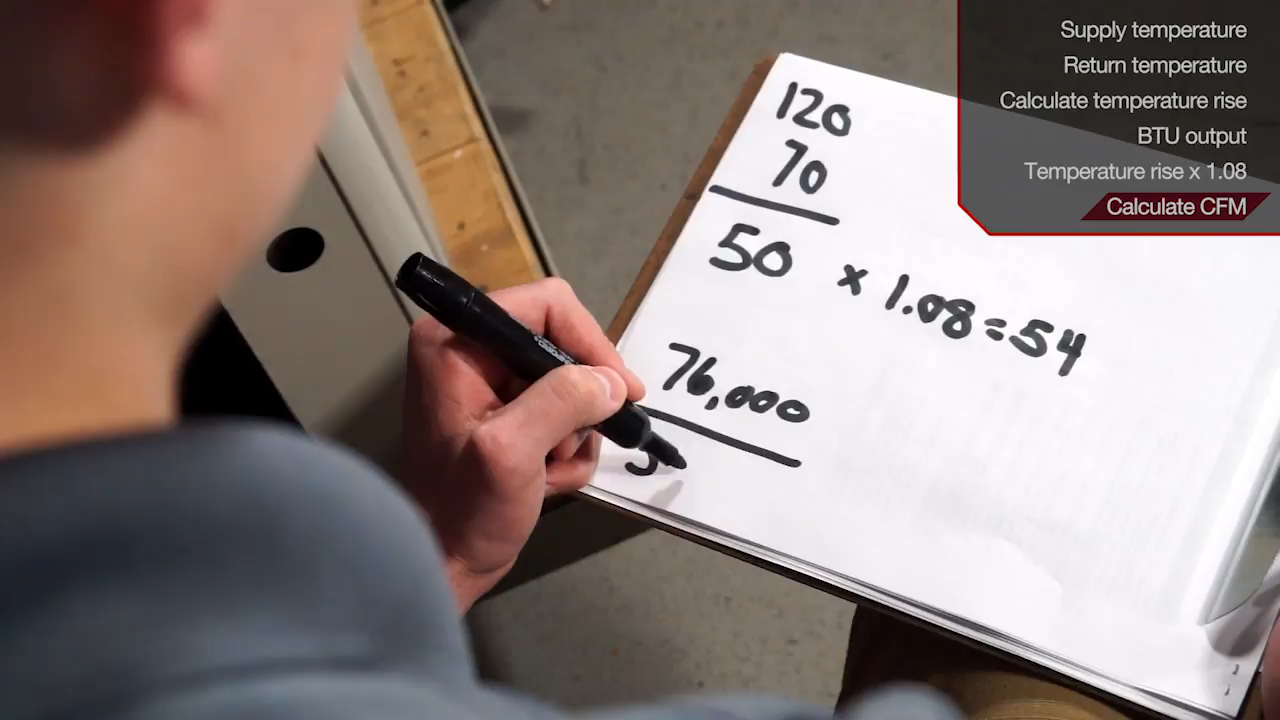 Supply temperature
Return temperature
Calculate temperature rise
BTU output
Temperature rise x 1.08
Calculate CFM
120
70
50 x 1.08=54
76,000
5